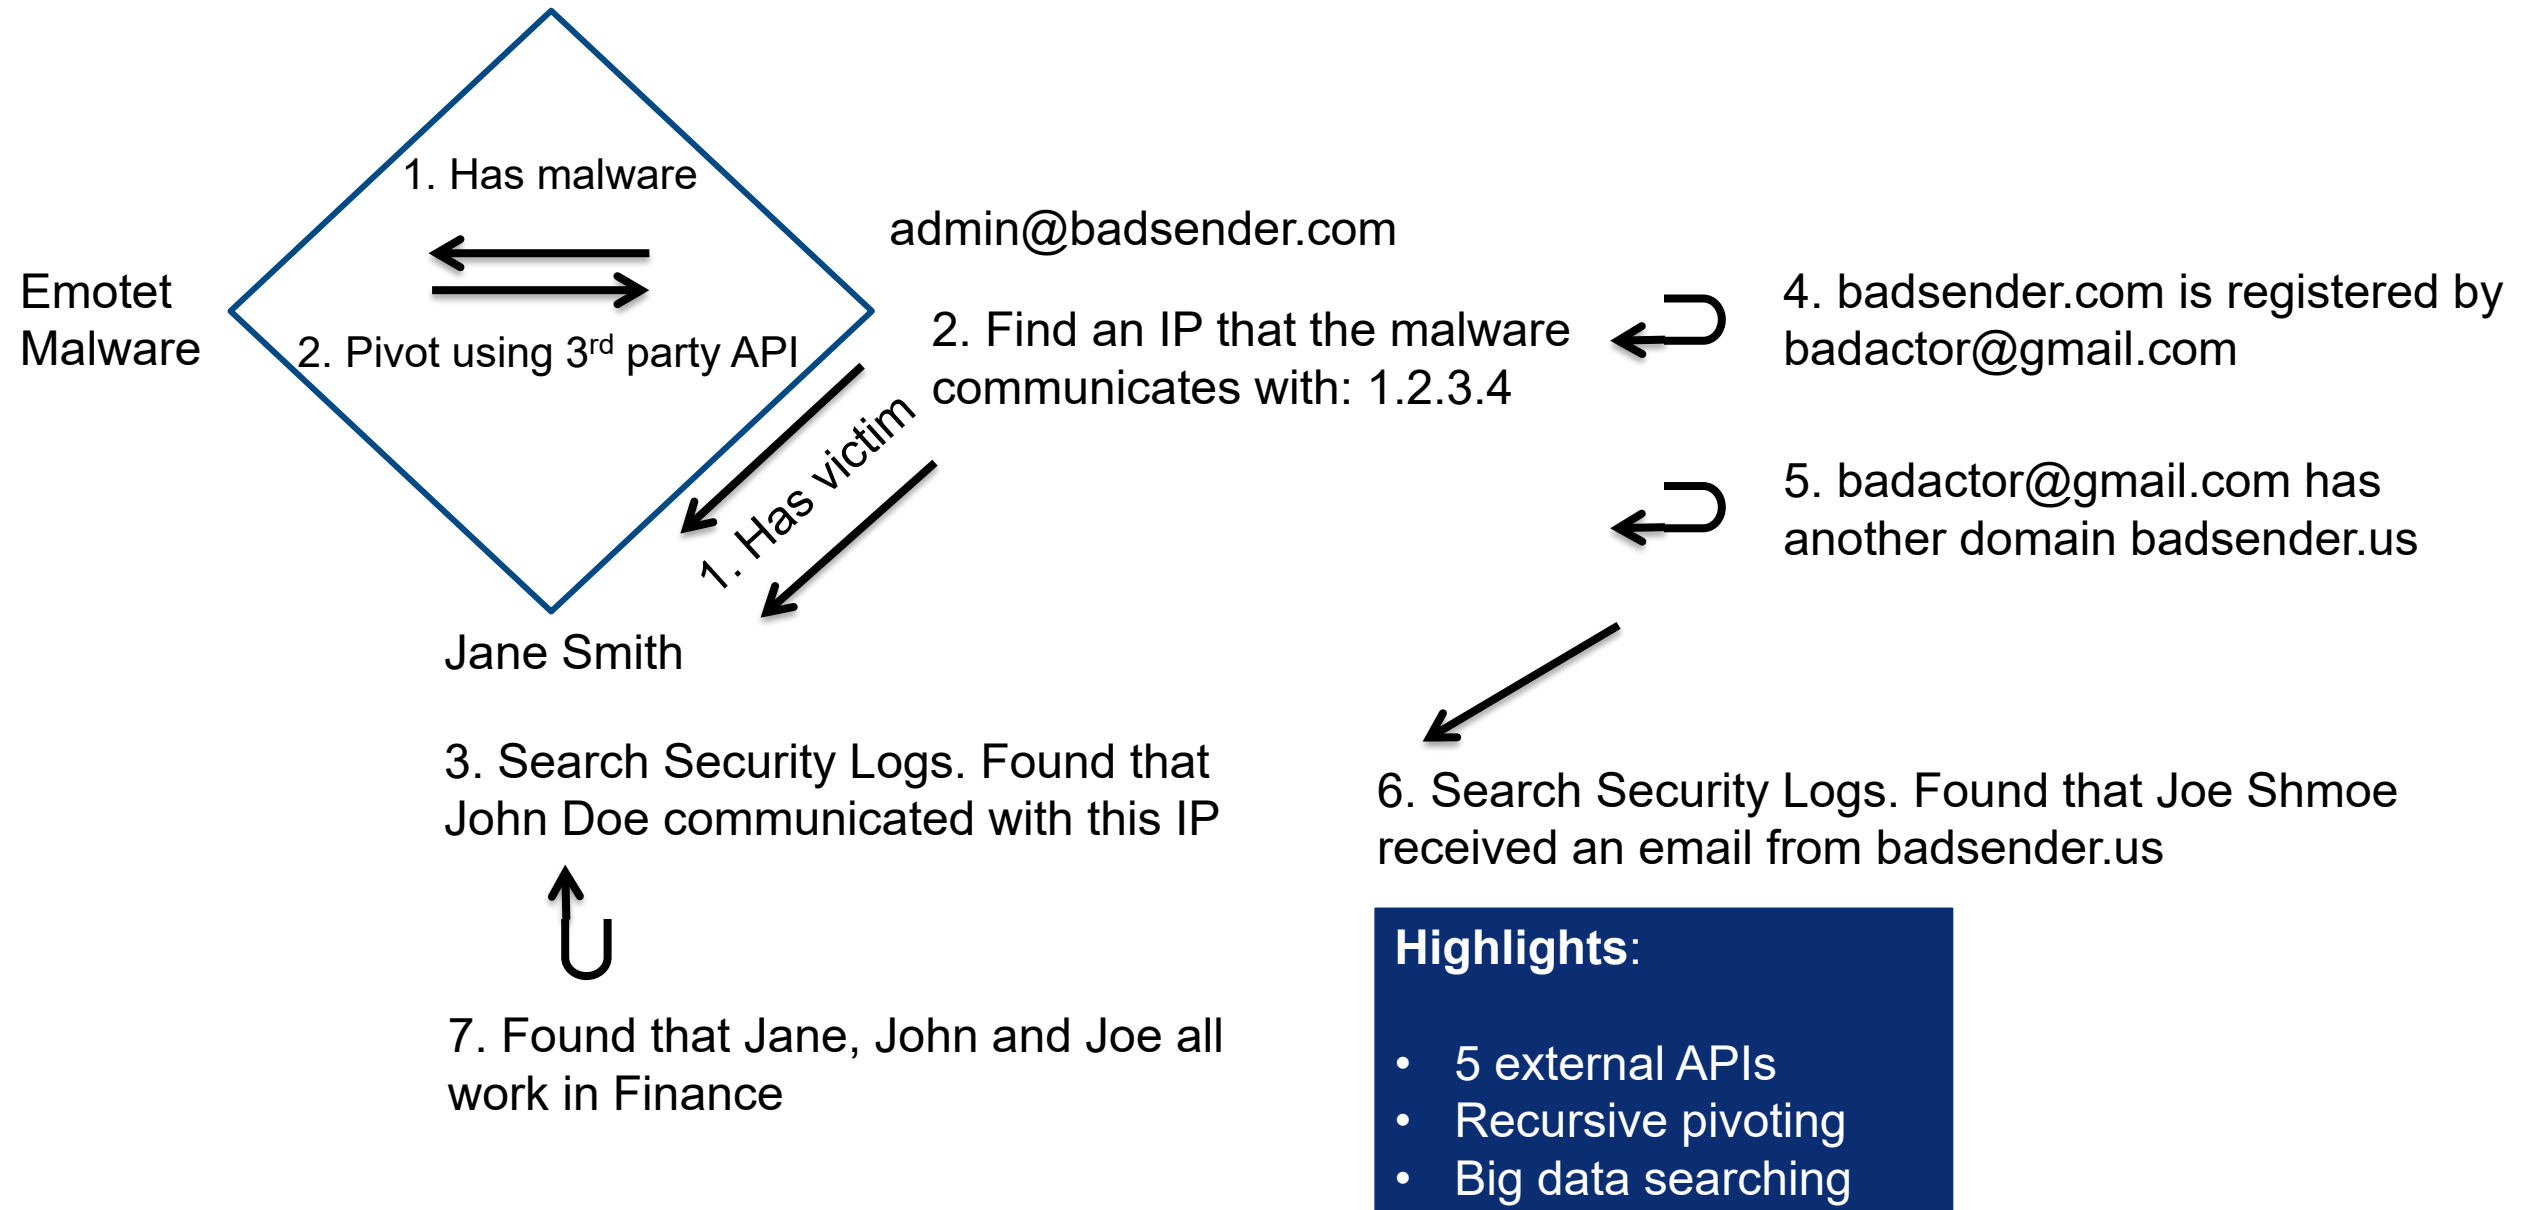 1. Has malware
admin@badsender.com
Emotet
Malware
2. Pivot using 3rd party API
2. Find an IP that the malware
communicates with: 1.2.3.4
1. Has victim
4. badsender.com is registered by
badactor@gmail.com
5. badactor@gmail.com has
another domain badsender.us
Jane Smith
3. Search Security Logs. Found that
John Doe communicated with this IP
6. Search Security Logs. Found that Joe Shmoe
received an email from badsender.us
7. Found that Jane, John and Joe all
work in Finance
Highlights:
• 5 external APIs
• Recursive pivoting
• Big data searching